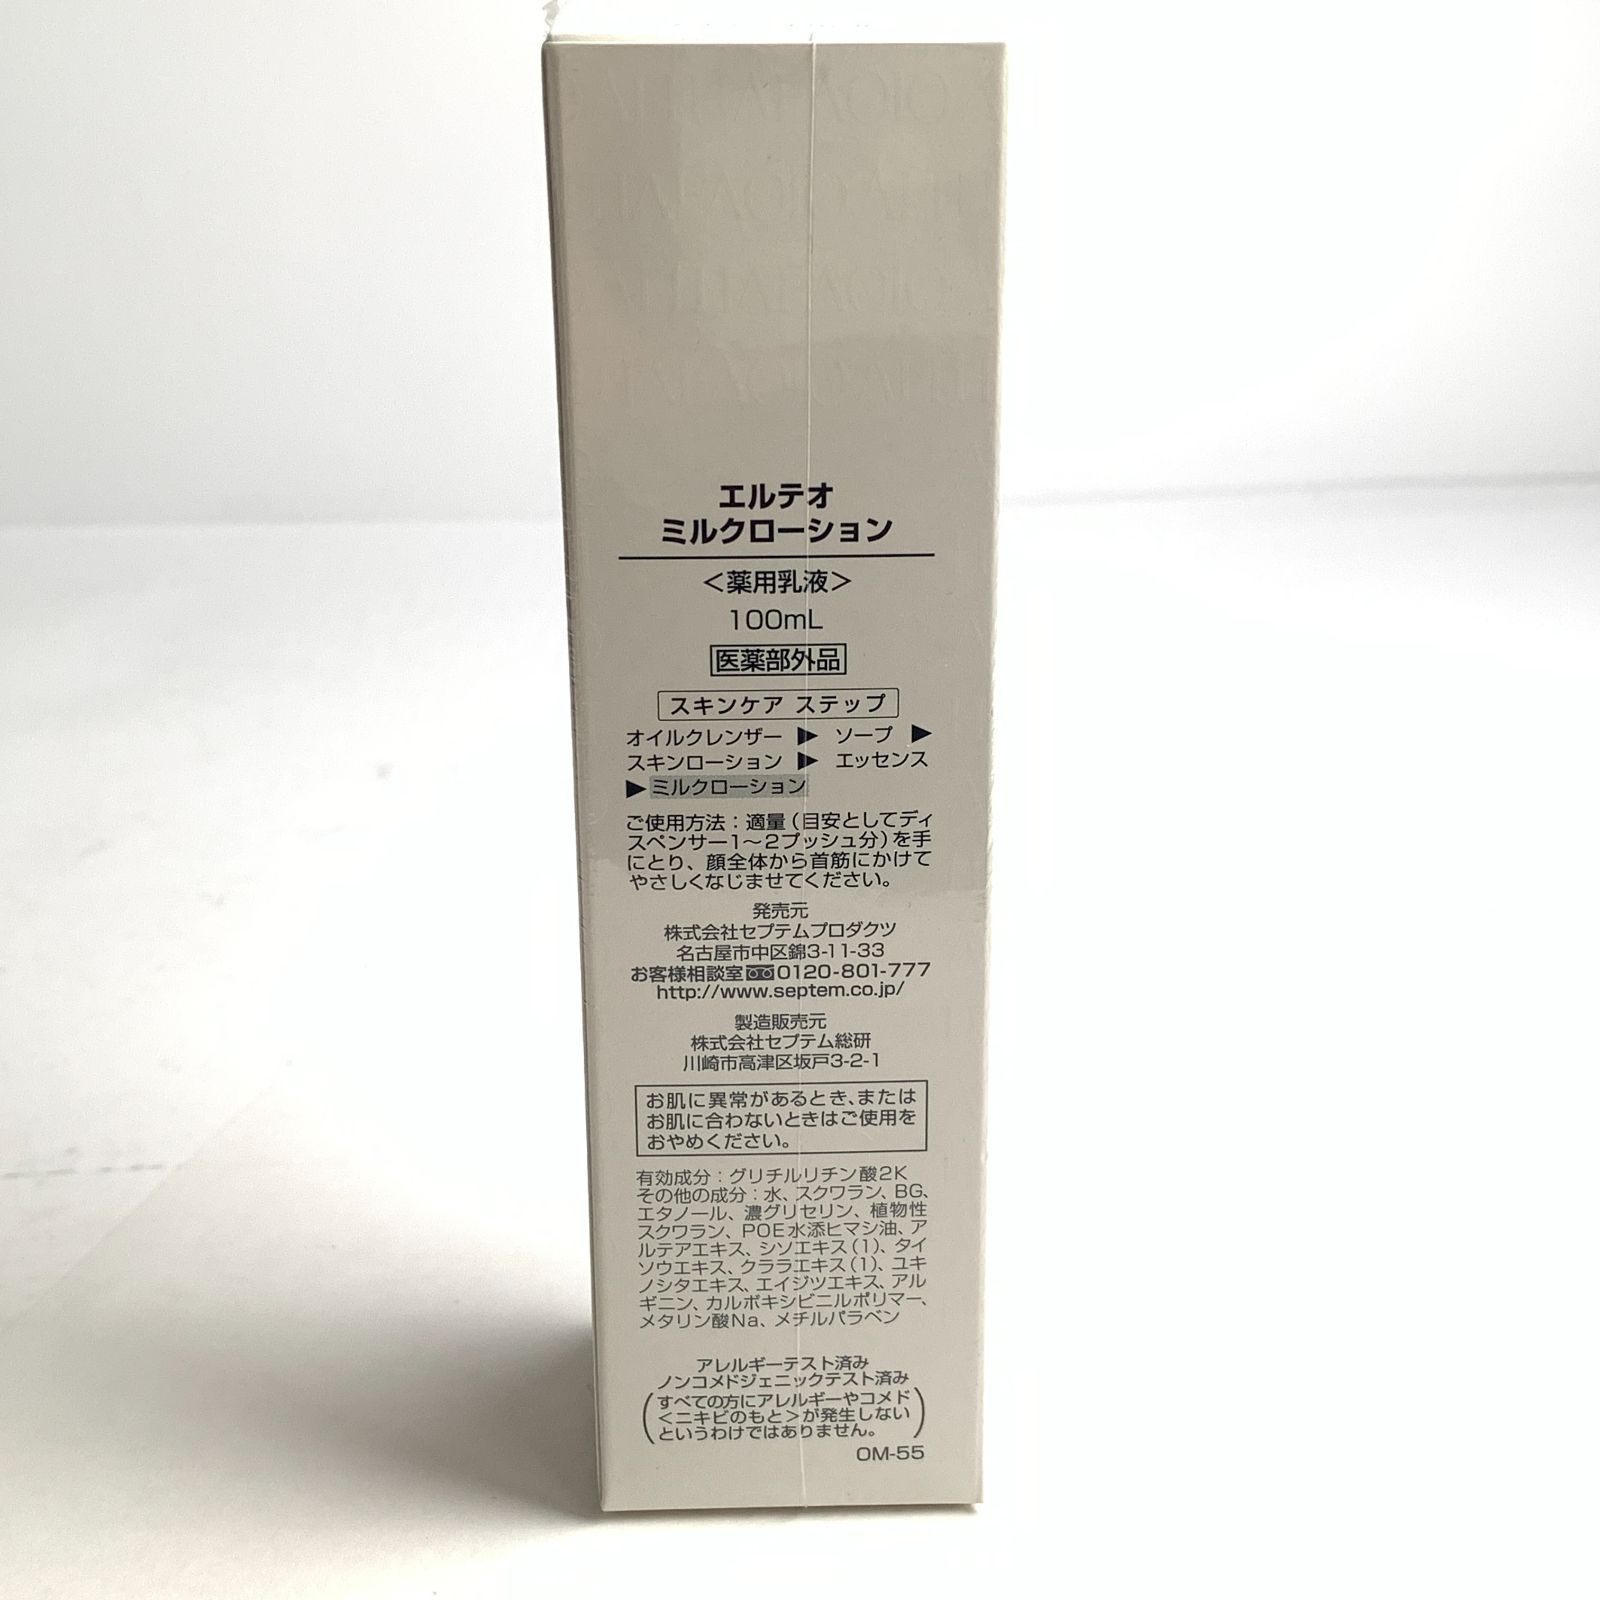 エルテオ
ミルクローション
<薬用乳液>
100mL
医薬部外品
スキンケア ステップ
オイルクレンザー ▶ ソープ ▶
スキンローション ▶ エッセンス
▶ミルクローション
ご使用方法：適量(目安としてディ
スペンサー1〜2プッシュ分)を手
にとり、顔全体から首筋にかけて
やさしくなじませてください。
発売元
株式会社セプテムプロダクツ
名古屋市中区錦3-11-33
お客様相談室 0120-801-777
http://www.septem.co.jp/
製造販売元
株式会社セプテム総研
川崎市高津区坂戸3-2-1
お肌に異常があるとき、または
お肌に合わないときはご使用を
おやめください。
有効成分：グリチルリチン酸2K
その他の成分：水、スクワラン、BG、
エタノール、濃グリセリン、植物性
スクワラン、POE水添ヒマシ油、ア
ルテアエキス、シソエキス(1)、タイ
ソウエキス、クララエキス(1)、ユキ
ノシタエキス、エイジツエキス、アル
ギニン、カルボキシビニルポリマー、
メタリン酸Na、メチルパラベン
アレルギーテスト済み
ノンコメドジェニックテスト済み
(すべての方にアレルギーやコメド
<ニキビのもと>が発生しない
というわけではありません。)
OM-55